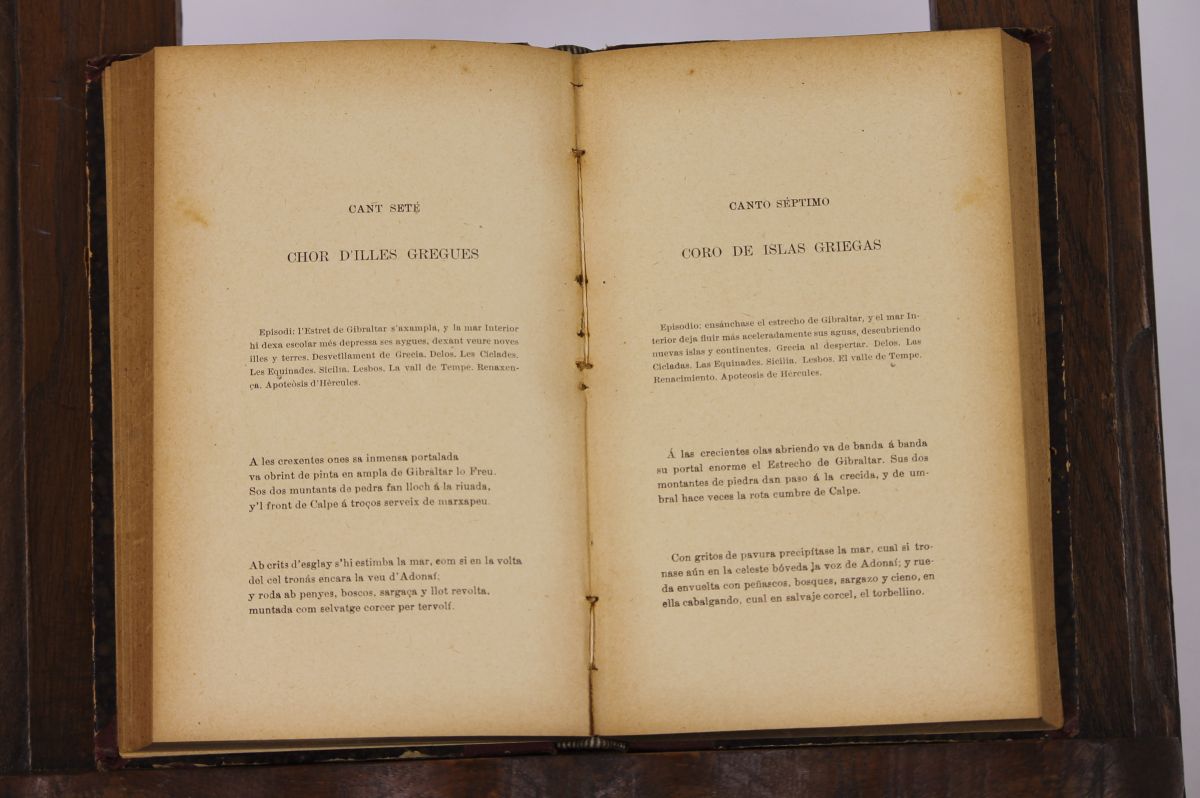 CANT SETÉ
CHOR D'ILLES GREGUES
Episodi: l'Estret de Gibraltar s'axampla, y la mar Interior
hi dexa escolar més depressa ses aygues, dexant veure noves
illes y terres. Desvetllament de Grecia. Delos. Les Ciclades.
Les Equinades. Sicilia. Lesbos. La vall de Tempe. Renaxen-
ça. Apoteòsis d'Hércules.
A les crexentes ones sa inmensa portalada
va obrint de pinta en ampla de Gibraltar lo Freu.
Sos dos muntants de pedra fan lloch á la riuada,
y'l front de Calpe á troços serveix de marxapeu.
Ab crits d'esglay s'hi estimba la mar, com si en la volta
del cel tronás encara la veu d'Adonaí;
y roda ab penyes, boscos, sargaça y llot revolta,
muntada com selvatge corcer per tervolí.
CANTO SÉPTIMO
CORO DE ISLAS GRIEGAS
Episodio: ensánchase el estrecho de Gibraltar, y el mar In-
terior deja fluir más aceleradamente sus aguas, descubriendo
nuevas islas y continentes. Grecia al despertar. Delos. Las
Cicladas. Las Equinades. Sicilia. Lesbos. El valle de Tempe.
Renacimiento. Apoteosis de Hércules.
Á las crecientes olas abriendo va de banda á banda
su portal enorme el Estrecho de Gibraltar. Sus dos
montantes de piedra dan paso á la crecida, y de um-
bral hace veces la rota cumbre de Calpe.
Con gritos de pavura precipítase la mar, cual si tro-
nase aún en la celeste bóveda la voz de Adonaí; y rue-
da envuelta con peñascos, bosques, sargazo y cieno, en
ella cabalgando, cual en salvaje corcel, el torbellino.